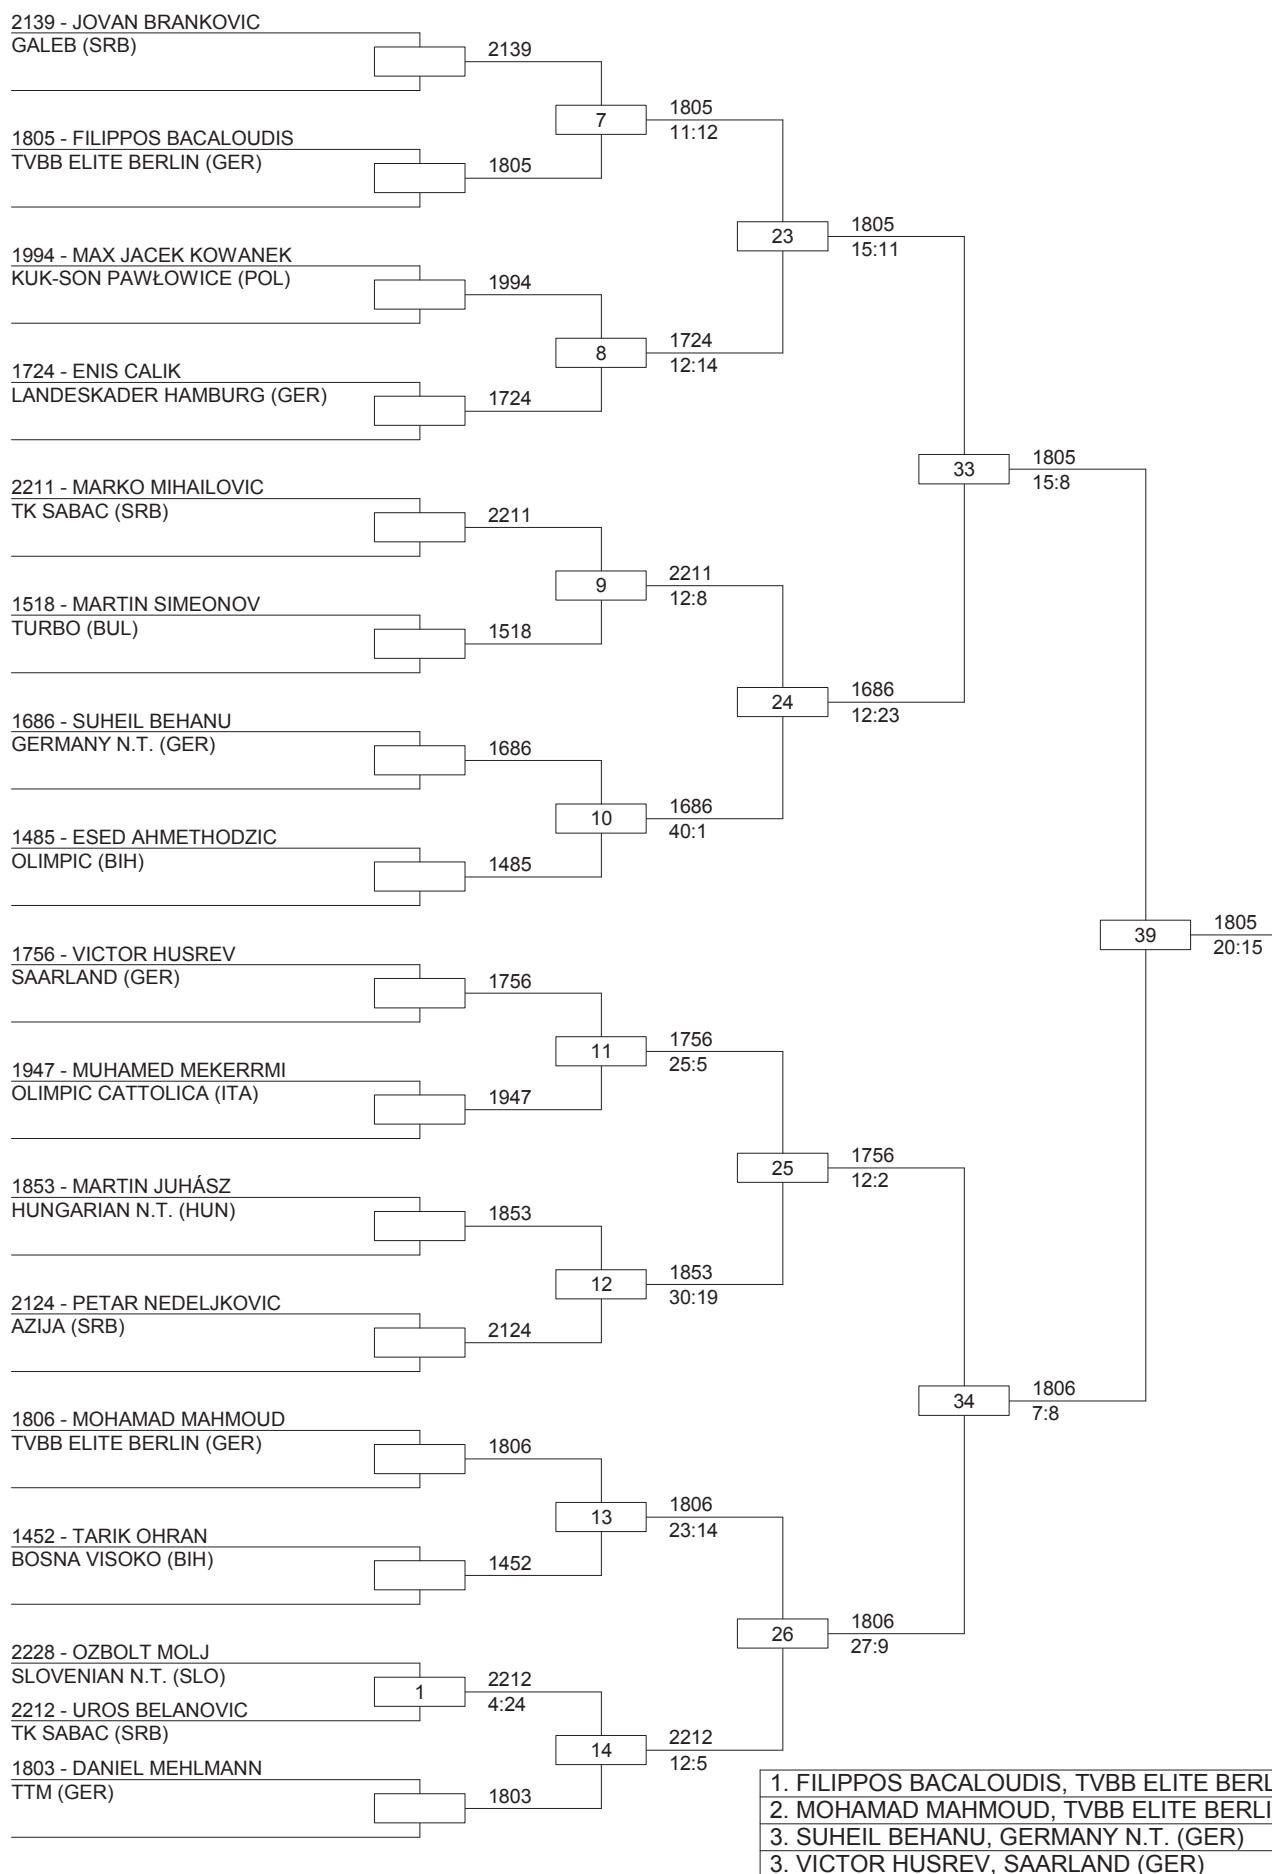 2139 - JOVAN BRANKOVIC
GALEB (SRB)
2139
7
1805
11:12
1805 - FILIPPOS BACALOUDIS
TVBB ELITE BERLIN (GER)
1805
23
1805
15:11
1994 - MAX JACEK KOWANEK
KUK-SON PAWŁOWICE (POL)
1994
8
1724
12:14
1724 - ENIS CALIK
LANDESKADER HAMBURG (GER)
1724
33
1805
15:8
2211 - MARKO MIHAILOVIC
TK SABAC (SRB)
2211
9
2211
12:8
1518 - MARTIN SIMEONOV
TURBO (BUL)
1518
24
1686
12:23
1686 - SUHEIL BEHANU
GERMANY N.T. (GER)
1686
10
1686
40:1
1485 - ESED AHMETHODZIC
OLIMPIC (BIH)
1485
39
1805
20:15
1756 - VICTOR HUSREV
SAARLAND (GER)
1756
11
1756
25:5
1947 - MUHAMED MEKERRMI
OLIMPIC CATTOLICA (ITA)
1947
25
1756
12:2
1853 - MARTIN JUHÁSZ
HUNGARIAN N.T. (HUN)
1853
12
1853
30:19
2124 - PETAR NEDELJKOVIC
AZIJA (SRB)
2124
34
1806
7:8
1806 - MOHAMAD MAHMOUD
TVBB ELITE BERLIN (GER)
1806
13
1806
23:14
1452 - TARIK OHRAN
BOSNA VISOKO (BIH)
1452
26
1806
27:9
2228 - OZBOLT MOLJ
SLOVENIAN N.T. (SLO)
1
2212
4:24
2212 - UROS BELANOVIC
TK SABAC (SRB)
14
2212
12:5
1803 - DANIEL MEHLMANN
TTM (GER)
1803
1. FILIPPOS BACALOUDIS, TVBB ELITE BERL
2. MOHAMAD MAHMOUD, TVBB ELITE BERLI
3. SUHEIL BEHANU, GERMANY N.T. (GER)
3. VICTOR HUSREV, SAARLAND (GER)